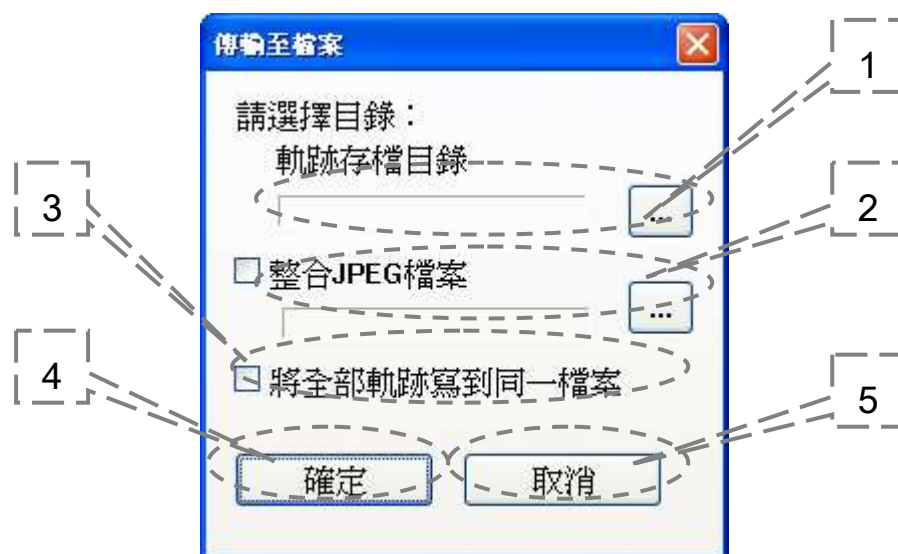 傳輸至檔案
1
請選擇目錄：
軌跡存檔目錄
...
3
2
整合JPEG檔案
...
4
將全部軌跡寫到同一檔案
5
確定
取消